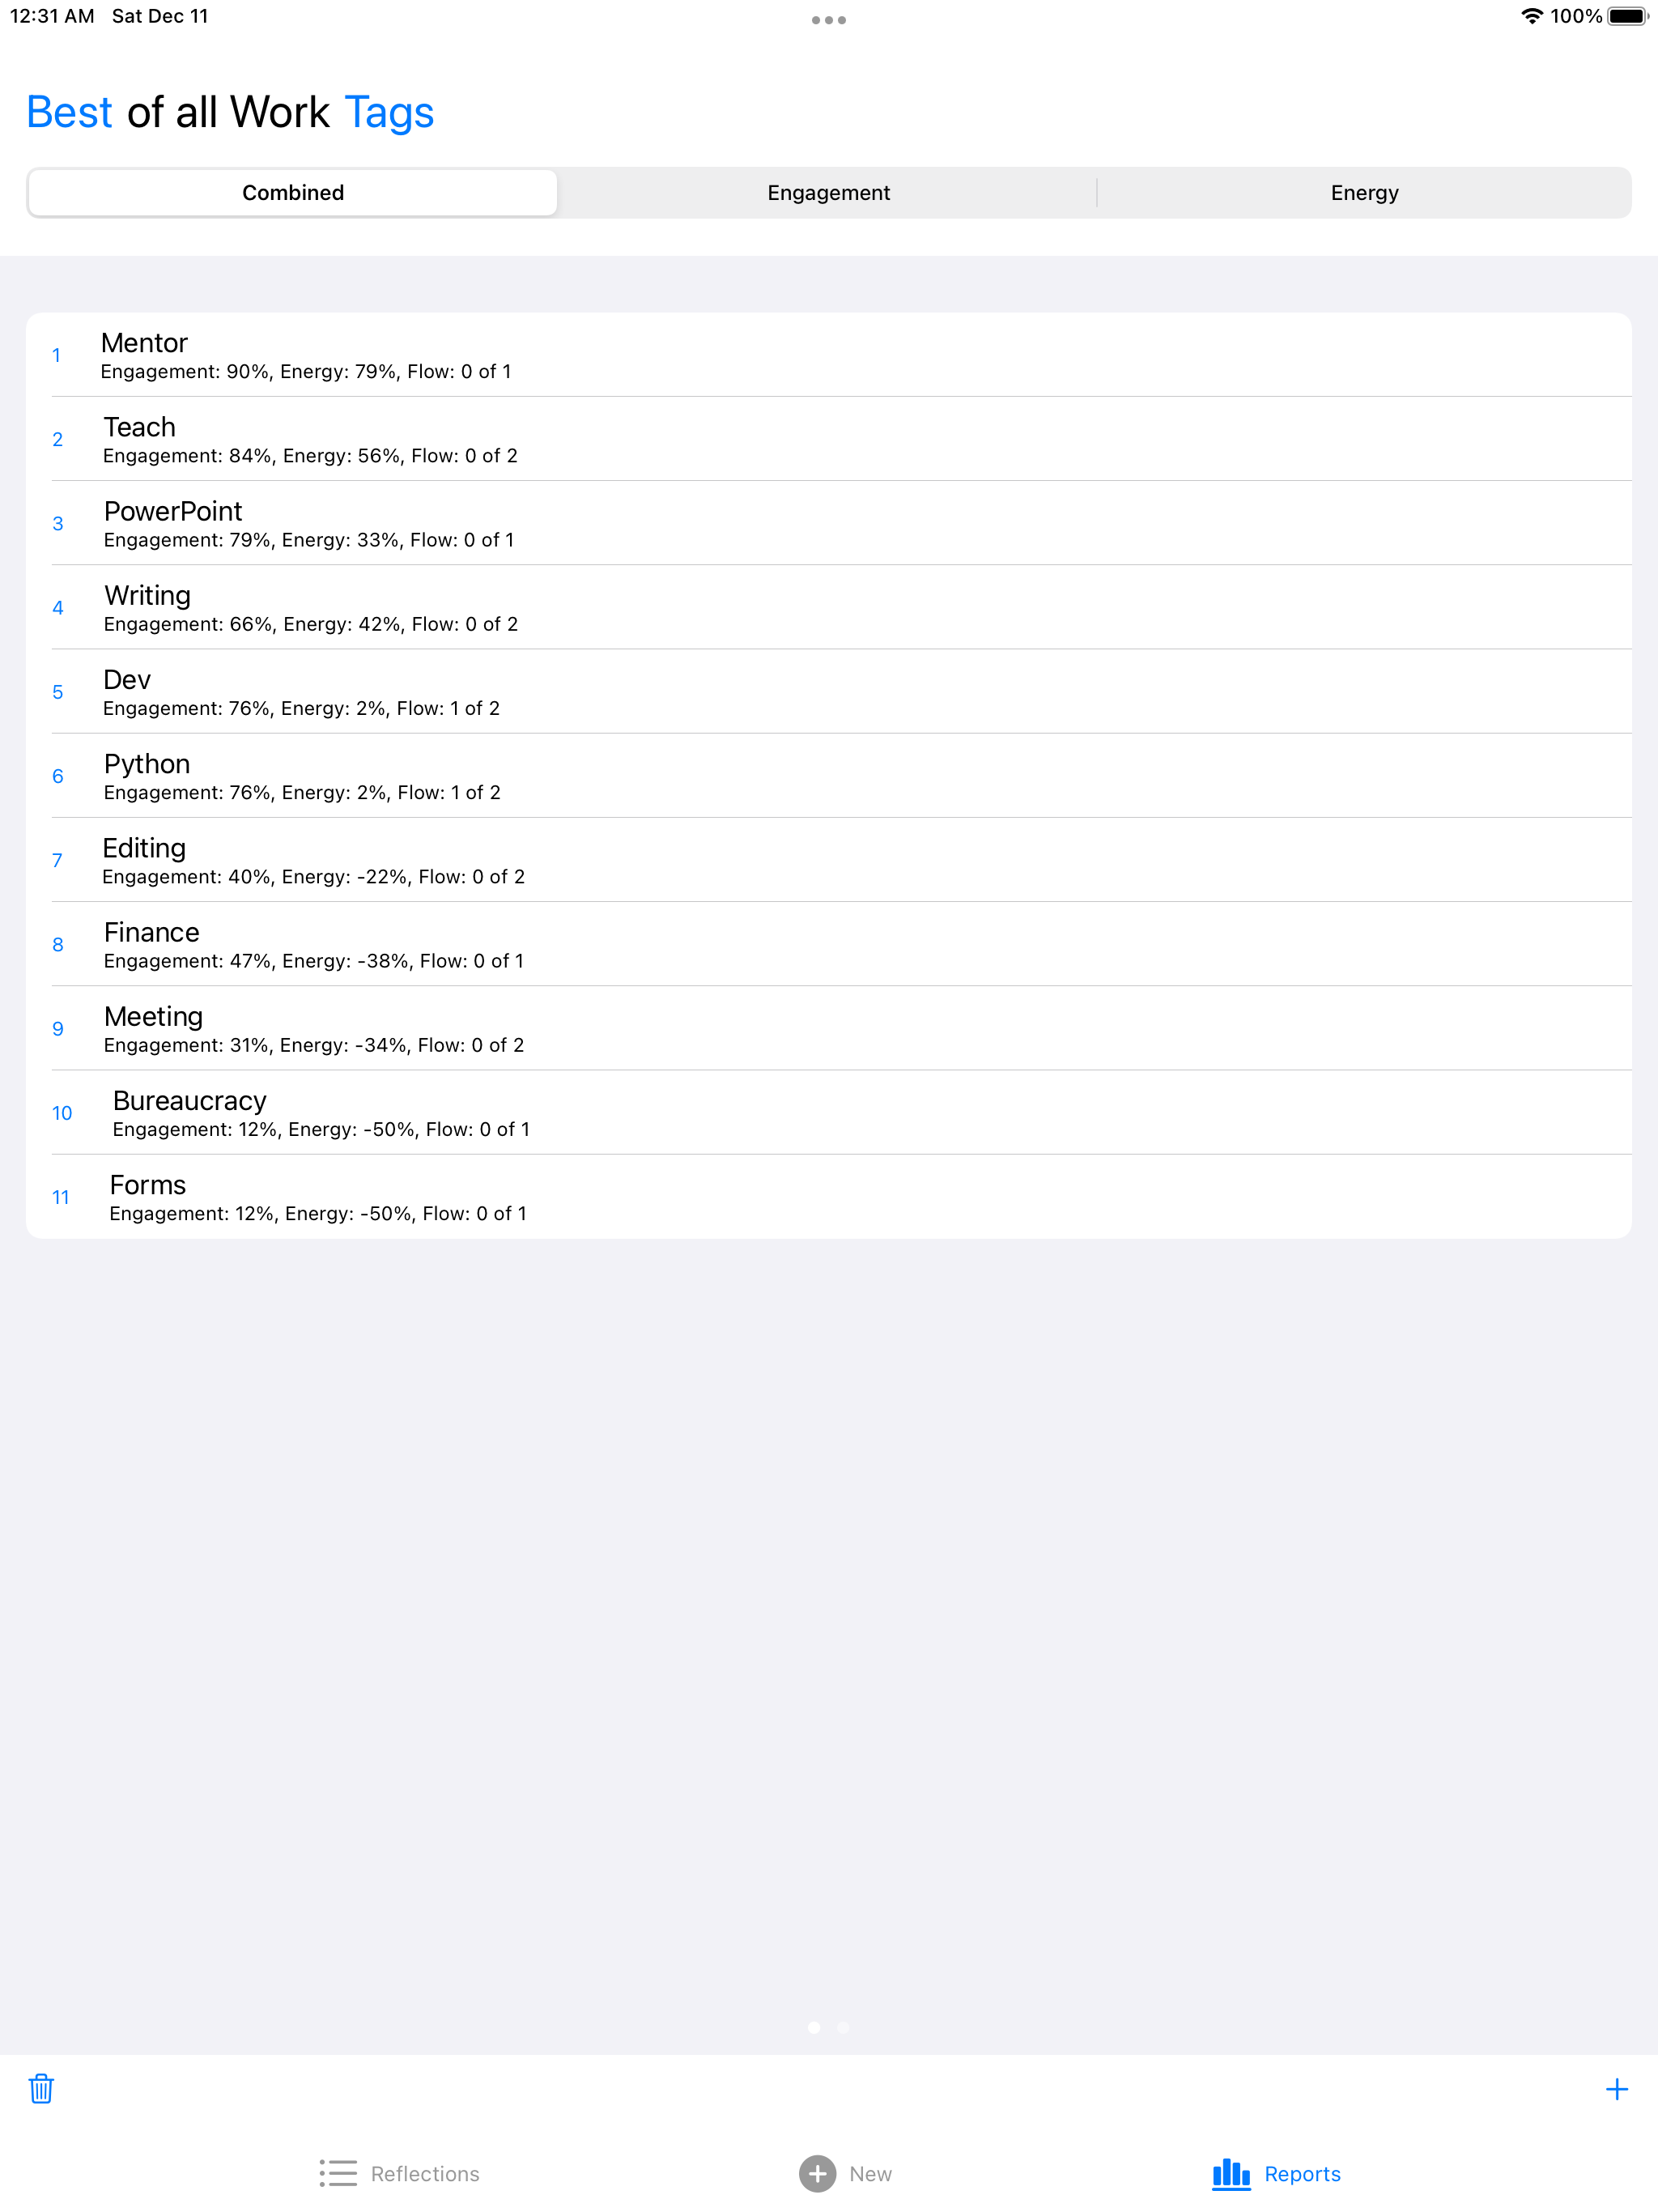 12:31 AM Sat Dec 11
100%
Best of all Work Tags
Combined Engagement Energy
1 Mentor
Engagement: 90%, Energy: 79%, Flow: 0 of 1
2 Teach
Engagement: 84%, Energy: 56%, Flow: 0 of 2
3 PowerPoint
Engagement: 79%, Energy: 33%, Flow: 0 of 1
4 Writing
Engagement: 66%, Energy: 42%, Flow: 0 of 2
5 Dev
Engagement: 76%, Energy: 2%, Flow: 1 of 2
6 Python
Engagement: 76%, Energy: 2%, Flow: 1 of 2
7 Editing
Engagement: 40%, Energy: -22%, Flow: 0 of 2
8 Finance
Engagement: 47%, Energy: -38%, Flow: 0 of 1
9 Meeting
Engagement: 31%, Energy: -34%, Flow: 0 of 2
10 Bureaucracy
Engagement: 12%, Energy: -50%, Flow: 0 of 1
11 Forms
Engagement: 12%, Energy: -50%, Flow: 0 of 1
Reflections New Reports